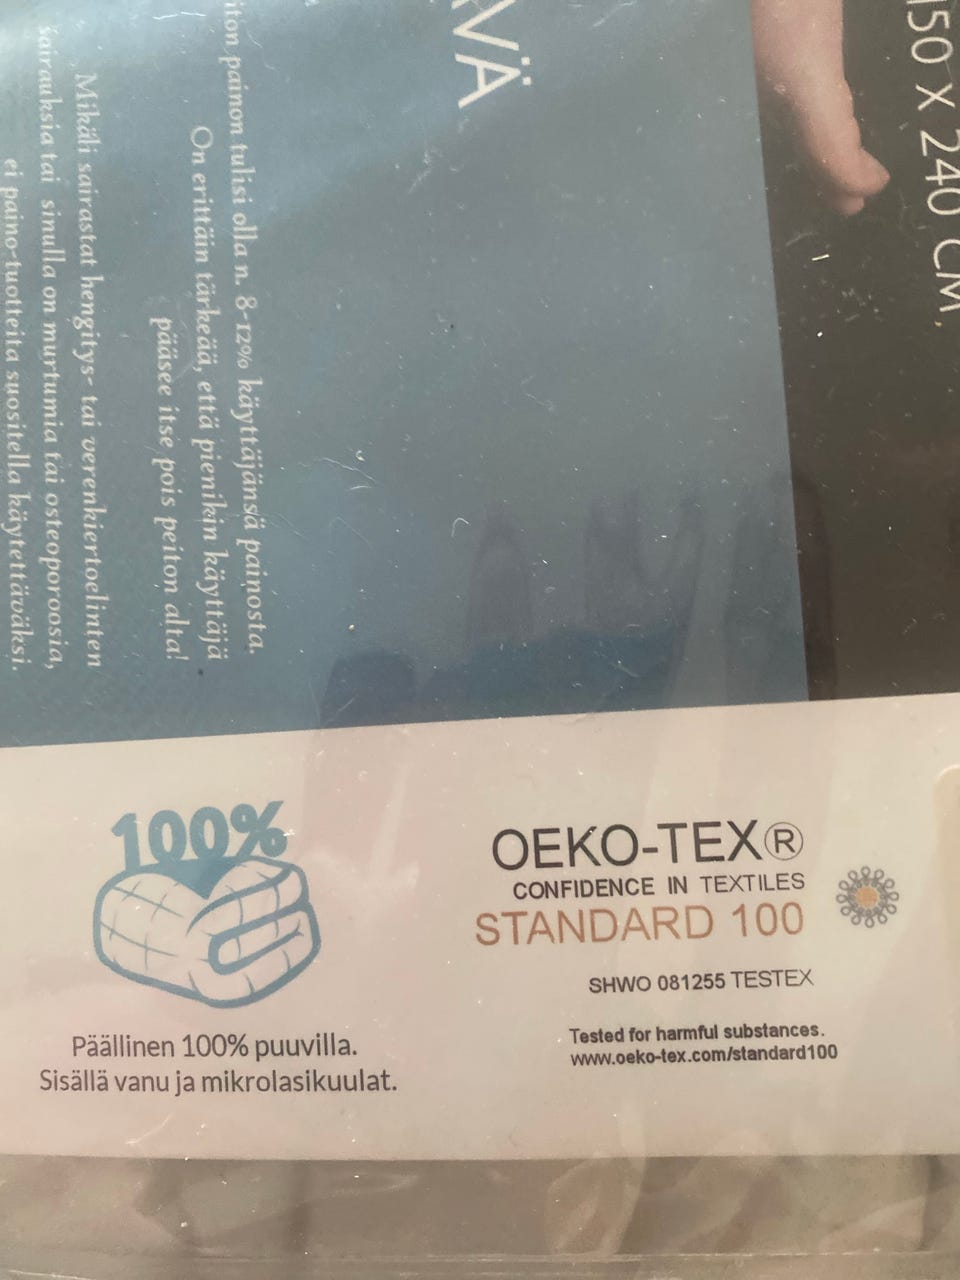 VÄ
150 X 240 CM,
painon tulisi olla n. 8-12% käyttäjänsä painosta.
On erittäin tärkeää, että pienikin käyttäjä
pääsee itse pois peiton alta!
Mikäli sairastat hengitys- tai verenkiertoelinten
sairauksia tai sinulla on murtumia tai osteoporoosia,
ei paino-tuotteita suositella käytettäväksi.
100%
Päällinen 100% puuvilla.
Sisällä vanu ja mikrolasikuulat.
OEKO-TEX®
CONFIDENCE IN TEXTILES
STANDARD 100
SHWO 081255 TESTEX
Tested for harmful substances.
www.oeko-tex.com/standard100